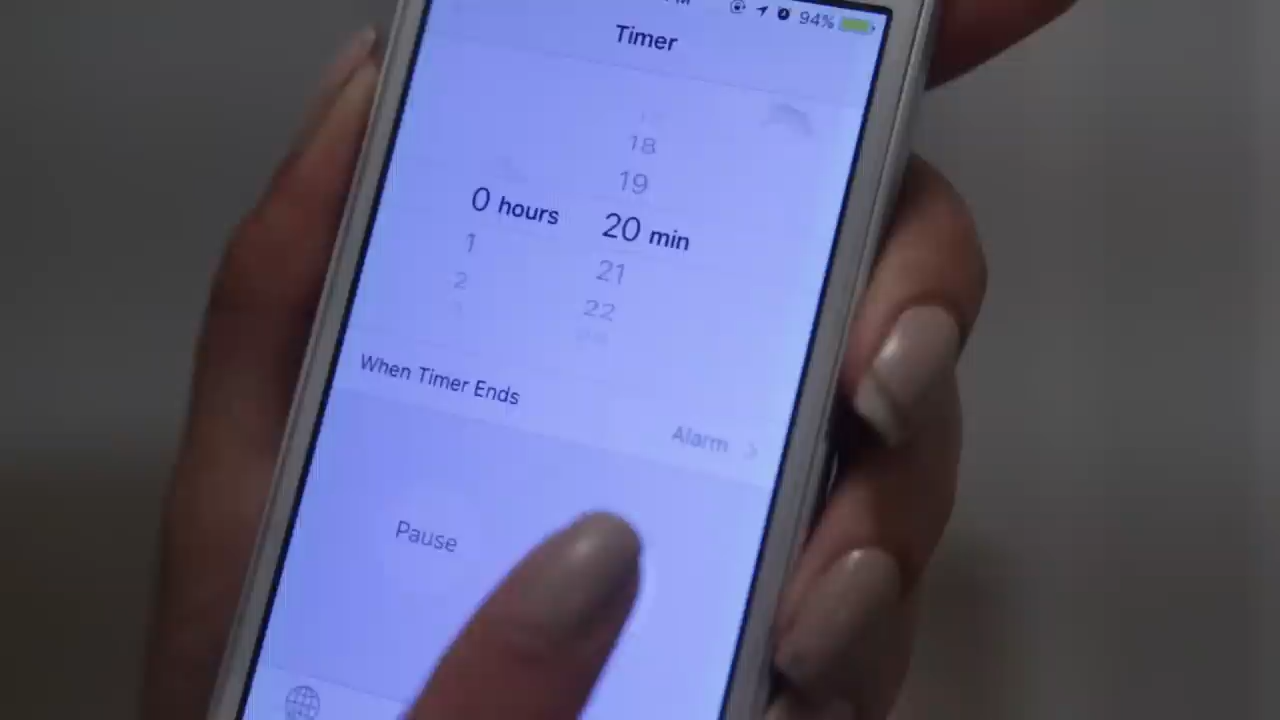 94%
Timer
18
19
0 hours 20 min
1 21
2 22
When Timer Ends
Alarm >
Pause